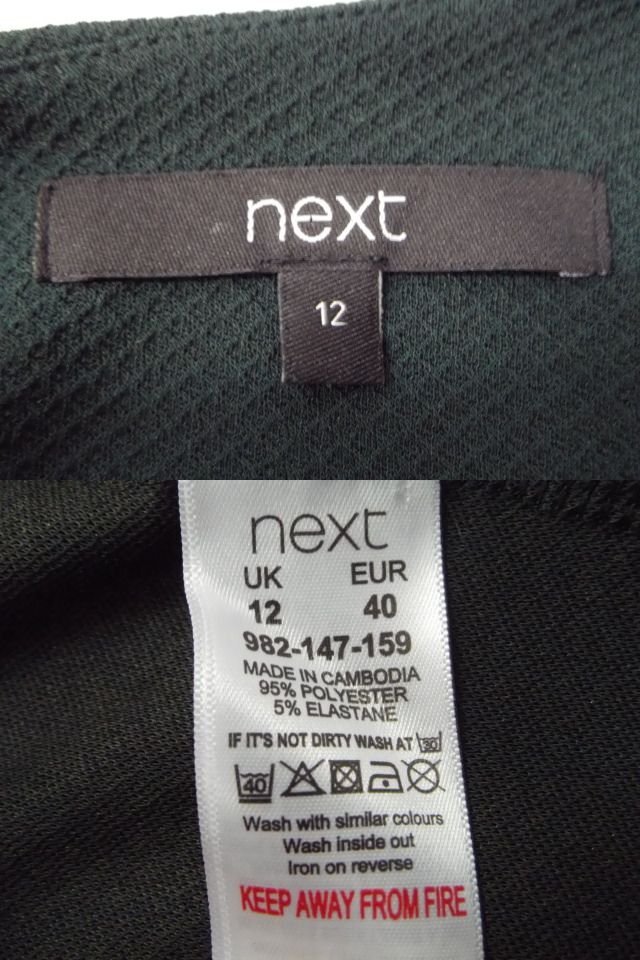 next
12
next
UK EUR
12 40
982-147-159
MADE IN CAMBODIA
95% POLYESTER
5% ELASTANE
IF IT'S NOT DIRTY WASH AT 30
40
Wash with similar colours
Wash inside out
Iron on reverse
KEEP AWAY FROM FIRE